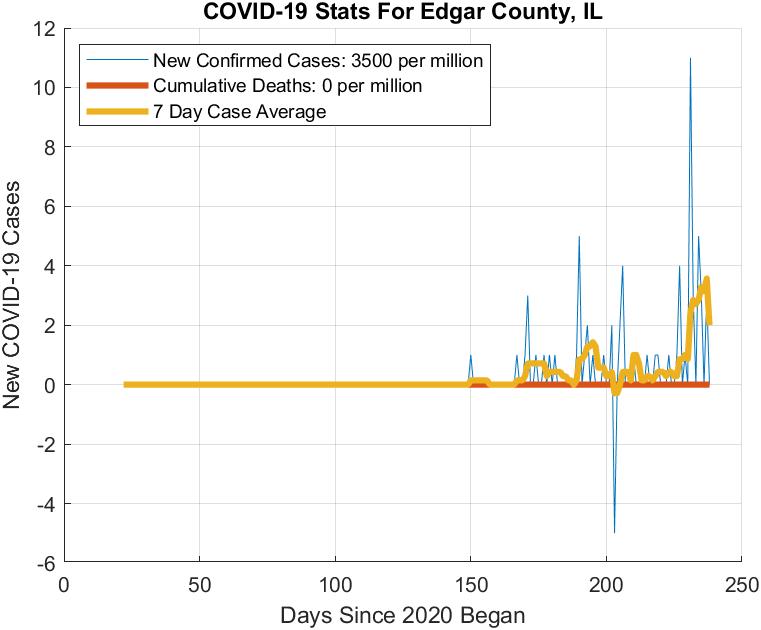 COVID-19 Stats For Edgar County, IL
New Confirmed Cases: 3500 per million
Cumulative Deaths: 0 per million
7 Day Case Average
New COVID-19 Cases
12
10
8
6
4
2
0
-2
-4
-6
0 50 100 150 200 250
Days Since 2020 Began